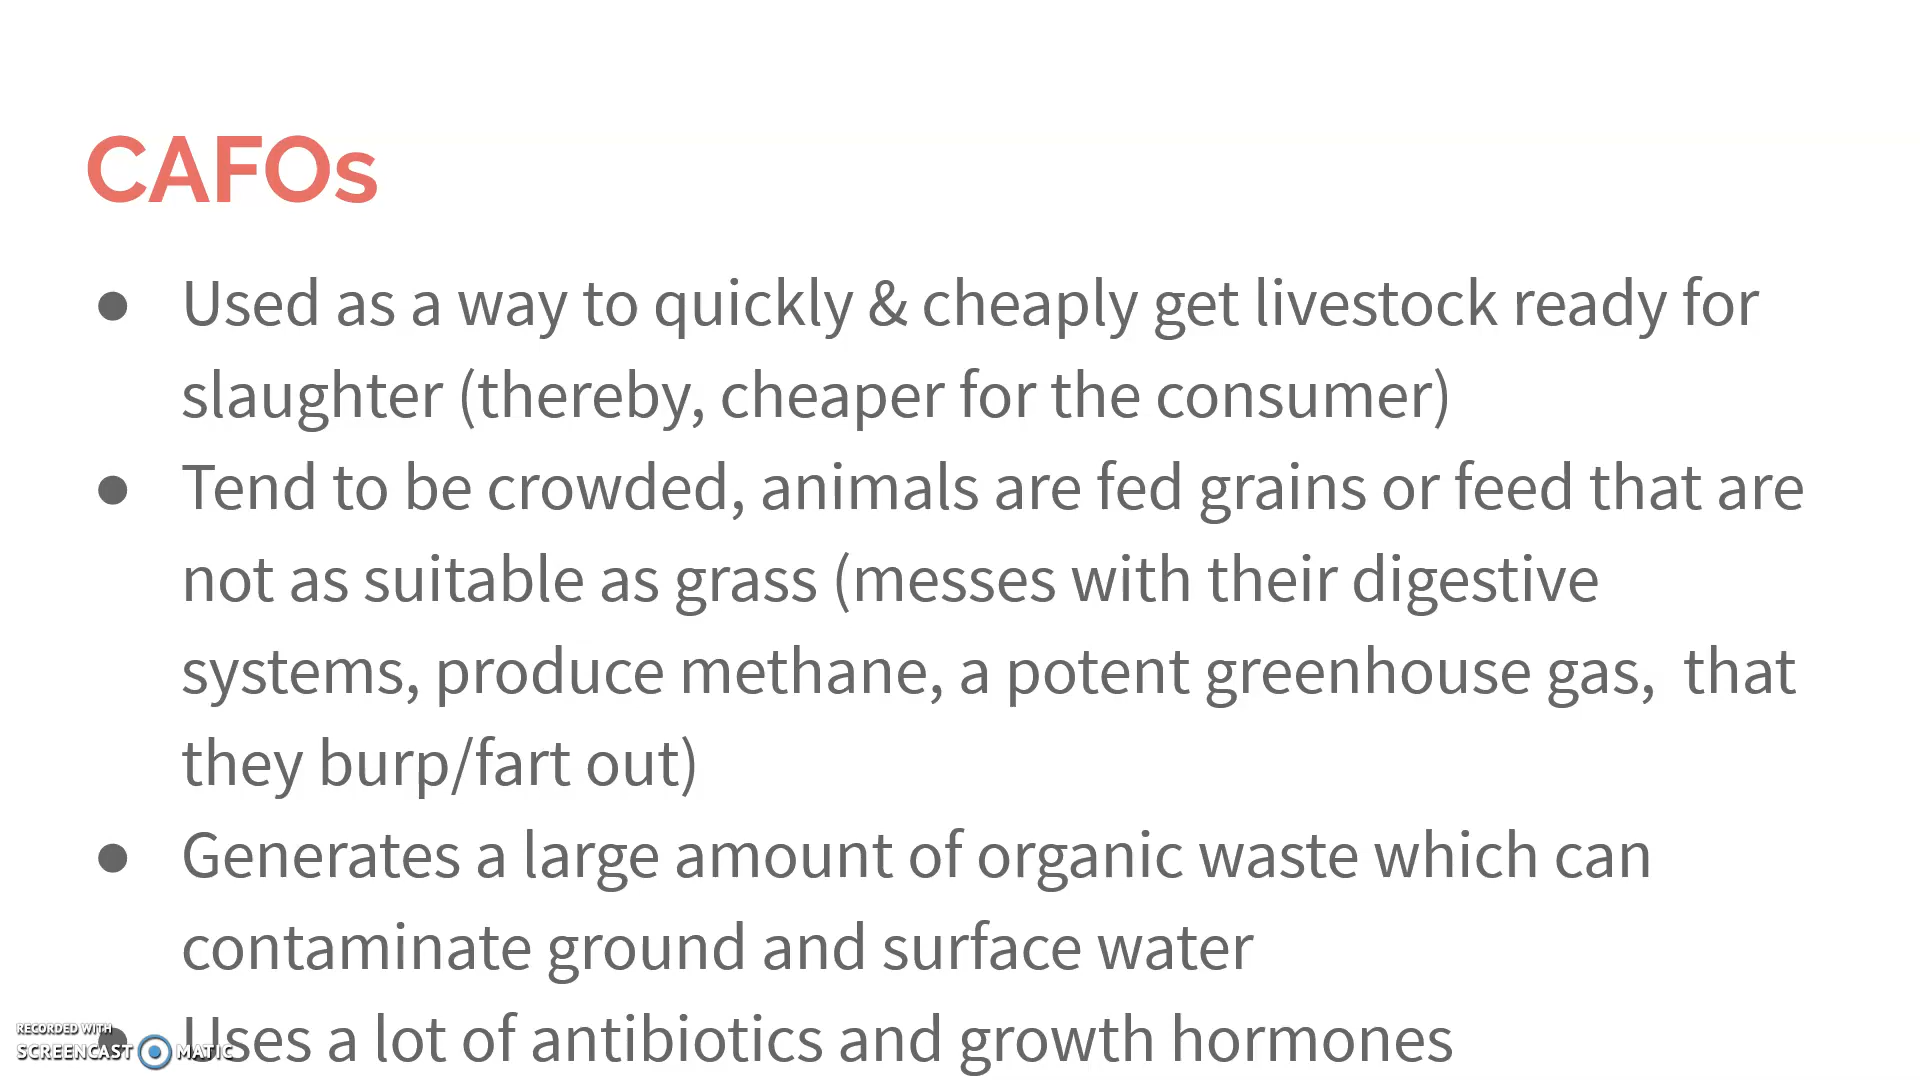 CAFOs
● Used as a way to quickly & cheaply get livestock ready for
slaughter (thereby, cheaper for the consumer)
● Tend to be crowded, animals are fed grains or feed that are
not as suitable as grass (messes with their digestive
systems, produce methane, a potent greenhouse gas,  that
they burp/fart out)
● Generates a large amount of organic waste which can
contaminate ground and surface water
● Uses a lot of antibiotics and growth hormones
RECORDED WITH
SCREENCAST MATIC